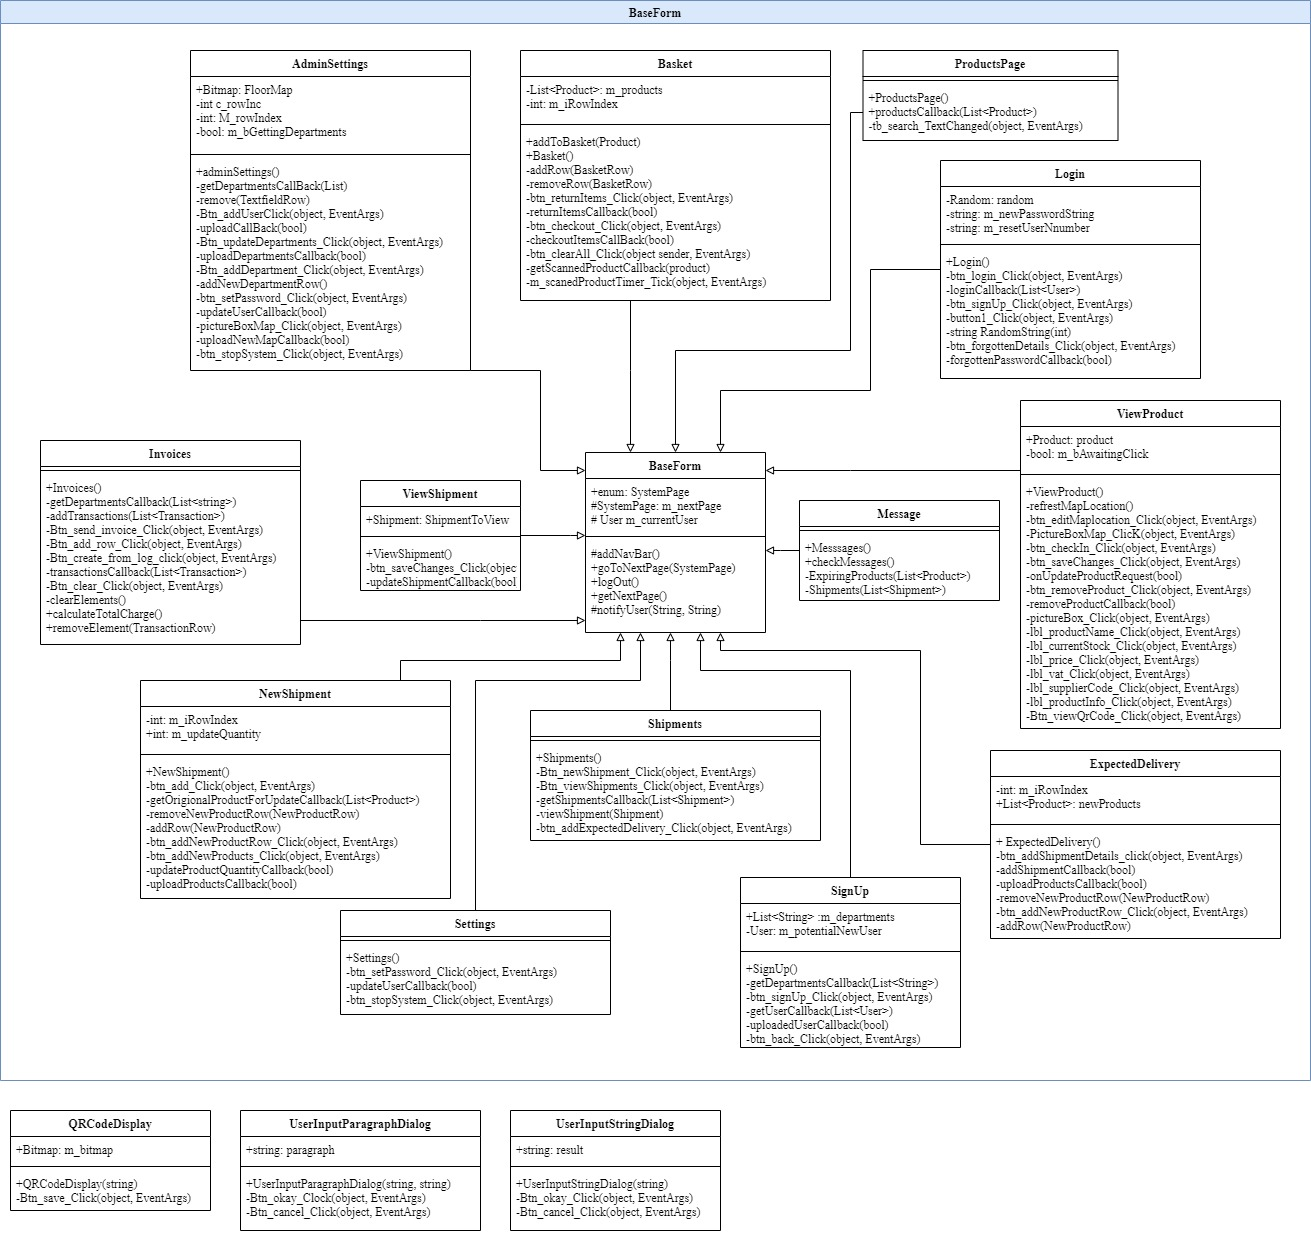 BaseForm
AdminSettings
+Bitmap: FloorMap
-int c_rowInc
-int: M_rowIndex
-bool: m_bGettingDepartments
+adminSettings()
-getDepartmentsCallBack(List)
-remove(TextfieldRow)
-Btn_addUserClick(object, EventArgs)
-uploadCallBack(bool)
-Btn_updateDepartments_Click(object, EventArgs)
-uploadDepartmentsCallback(bool)
-Btn_addDepartment_Click(object, EventArgs)
-addNewDepartmentRow()
-btn_setPassword_Click(object, EventArgs)
-updateUserCallback(bool)
-pictureBoxMap_Click(object, EventArgs)
-uploadNewMapCallback(bool)
-btn_stopSystem_Click(object, EventArgs)
Basket
-List<Product>: m_products
-int: m_iRowIndex
+addToBasket(Product)
+Basket()
-addRow(BasketRow)
-removeRow(BasketRow)
-btn_returnItems_Click(object, EventArgs)
-returnItemsCallback(bool)
-btn_checkout_Click(object, EventArgs)
-checkoutItemsCallBack(bool)
-btn_clearAll_Click(object sender, EventArgs)
-getScannedProductCallback(product)
-m_scanedProductTimer_Tick(object, EventArgs)
ProductsPage
+ProductsPage()
+productsCallback(List<Product>)
-tb_search_TextChanged(object, EventArgs)
Login
-Random: random
-string: m_newPasswordString
-string: m_resetUserNnumber
+Login()
-btn_login_Click(object, EventArgs)
-loginCallback(List<User>)
-btn_signUp_Click(object, EventArgs)
-button1_Click(object, EventArgs)
-string RandomString(int)
-btn_forgottenDetails_Click(object, EventArgs)
-forgottenPasswordCallback(bool)
ViewProduct
+Product: product
-bool: m_bAwaitingClick
+ViewProduct()
-refrestMapLocation()
-btn_editMaplocation_Click(object, EventArgs)
-PictureBoxMap_ClicK(object, EventArgs)
-btn_checkIn_Click(object, EventArgs)
-btn_saveChanges_Click(object, EventArgs)
-onUpdateProductRequest(bool)
-btn_removeProduct_Click(object, EventArgs)
-removeProductCallback(bool)
-pictureBox_Click(object, EventArgs)
-lbl_productName_Click(object, EventArgs)
-lbl_currentStock_Click(object, EventArgs)
-lbl_price_Click(object, EventArgs)
-lbl_vat_Click(object, EventArgs)
-lbl_supplierCode_Click(object, EventArgs)
-lbl_productInfo_Click(object, EventArgs)
-Btn_viewQrCode_Click(object, EventArgs)
Invoices
+Invoices()
-getDepartmentsCallback(List<string>)
-addTransactions(List<Transaction>)
-Btn_send_invoice_Click(object, EventArgs)
-Btn_add_row_Click(object, EventArgs)
-Btn_create_from_log_click(object, EventArgs)
-transactionsCallback(List<Transaction>)
-Btn_clear_Click(object, EventArgs)
-clearElements()
+calculateTotalCharge()
+removeElement(TransactionRow)
ViewShipment
+Shipment: ShipmentToView
+ViewShipment()
-btn_saveChanges_Click(objec
-updateShipmentCallback(bool
BaseForm
+enum: SystemPage
#SystemPage: m_nextPage
# User m_currentUser
#addNavBar()
+goToNextPage(SystemPage)
+logOut()
+getNextPage()
#notifyUser(String, String)
Message
+Messsages()
+checkMessages()
-ExpiringProducts(List<Product>)
-Shipments(List<Shipment>)
NewShipment
-int: m_iRowIndex
+int: m_updateQuantity
+NewShipment()
-btn_add_Click(object, EventArgs)
-getOrigionalProductForUpdateCallback(List<Product>)
-removeNewProductRow(NewProductRow)
-addRow(NewProductRow)
-btn_addNewProductRow_Click(object, EventArgs)
-btn_addNewProducts_Click(object, EventArgs)
-updateProductQuantityCallback(bool)
-uploadProductsCallback(bool)
Shipments
+Shipments()
-Btn_newShipment_Click(object, EventArgs)
-Btn_viewShipments_Click(object, EventArgs)
-getShipmentsCallback(List<Shipment>)
-viewShipment(Shipment)
-btn_addExpectedDelivery_Click(object, EventArgs)
ExpectedDelivery
-int: m_iRowIndex
+List<Product>: newProducts
+ ExpectedDelivery()
-btn_addShipmentDetails_click(object, EventArgs)
-addShipmentCallback(bool)
-uploadProductsCallback(bool)
-removeNewProductRow(NewProductRow)
-btn_addNewProductRow_Click(object, EventArgs)
-addRow(NewProductRow)
Settings
+Settings()
-btn_setPassword_Click(object, EventArgs)
-updateUserCallback(bool)
-btn_stopSystem_Click(object, EventArgs)
SignUp
+List<String> :m_departments
-User: m_potentialNewUser
+SignUp()
-getDepartmentsCallback(List<String>)
-btn_signUp_Click(object, EventArgs)
-getUserCallback(List<User>)
-uploadedUserCallback(bool)
-btn_back_Click(object, EventArgs)
QRCodeDisplay
+Bitmap: m_bitmap
+QRCodeDisplay(string)
-Btn_save_Click(object, EventArgs)
UserInputParagraphDialog
+string: paragraph
+UserInputParagraphDialog(string, string)
-Btn_okay_Clock(object, EventArgs)
-Btn_cancel_Click(object, EventArgs)
UserInputStringDialog
+string: result
+UserInputStringDialog(string)
-Btn_okay_Click(object, EventArgs)
-Btn_cancel_Click(object, EventArgs)